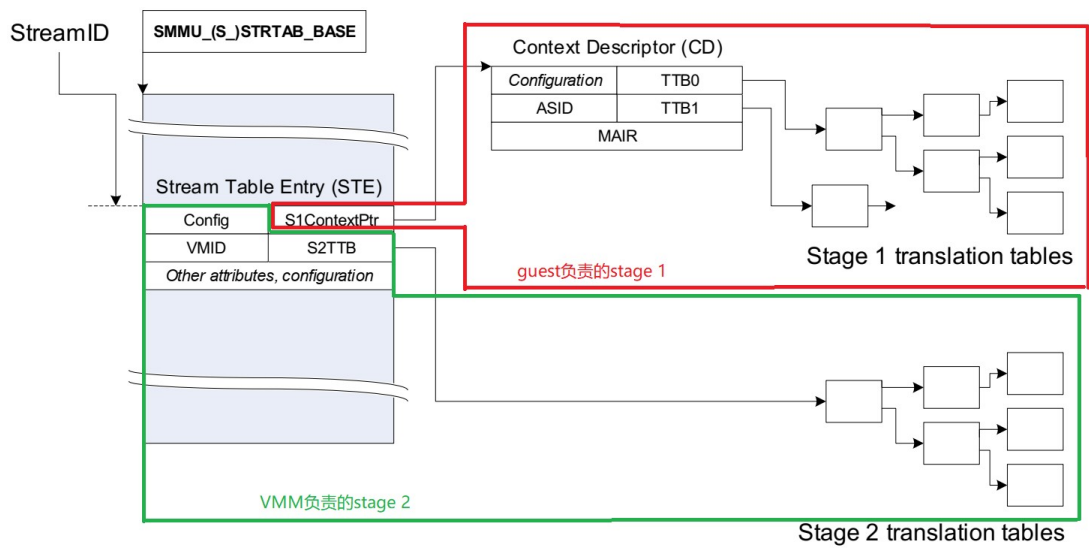 StreamID
SMMU_(S_)STRTAB_BASE
Context Descriptor (CD)
Configuration
TTB0
ASID
TTB1
MAIR
Stream Table Entry (STE)
Config
S1ContextPtr
VMID
S2TTB
Other attributes, configuration
Stage 1 translation tables
guest负责的stage 1
VMM负责的stage 2
Stage 2 translation tables